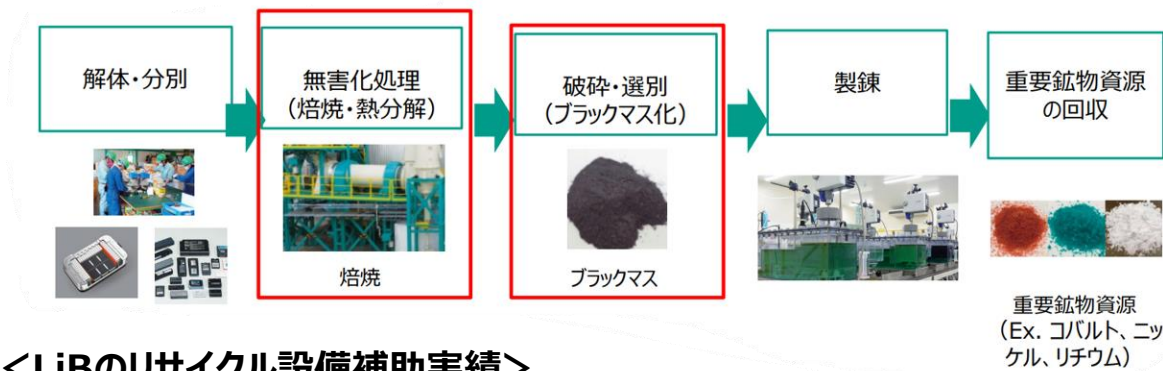 解体・分別
無害化処理
(焙焼・熱分解)
破砕・選別
(ブラックマス化)
製錬
重要鉱物資源
の回収
焙焼
ブラックマス
重要鉱物資源
(Ex. コバルト、ニッ
ケル、リチウム)
<LiBのリサイクル設備補助実績>